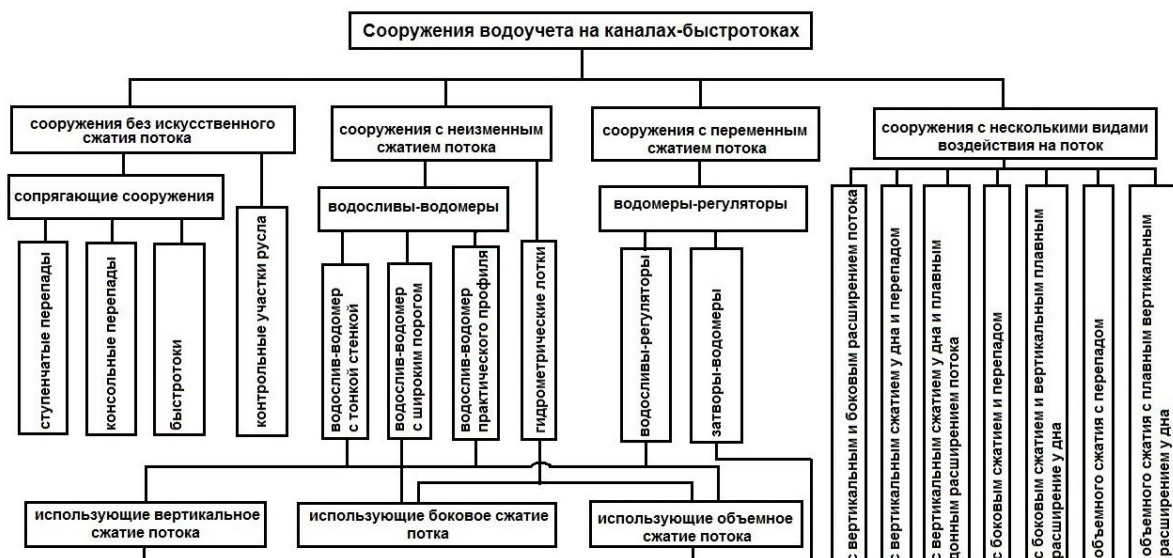 Сооружения водоучета на каналах-быстротоках
сооружения без искусственного
сжатия потока
сооружения с неизменным
сжатием потока
сооружения с переменным
сжатием потока
сооружения с несколькими видами
воздействия на поток
сопрягающие сооружения
водосливы-водомеры
водомеры-регуляторы
ступенчатые перепады
консольные перепады
быстротоки
контрольные участки русла
водослив-водомер
с тонкой стенкой
водослив-водомер
с широким порогом
водослив-водомер
практического профиля
гидрометрические лотки
водосливы-регуляторы
затворы-водомеры
с вертикальным и боковым расширением потока
с вертикальным сжатием у дна и перепадом
с вертикальным сжатием у дна и плавным
донным расширением потока
с боковым сжатием и перепадом
с боковым сжатием и вертикальным плавным
расширение у дна
объемного сжатия с перепадом
объемного сжатия с плавным вертикальным
расширением у дна
использующие вертикальное
сжатие потока
использующие боковое сжатие
потка
использующие объемное
сжатие потока